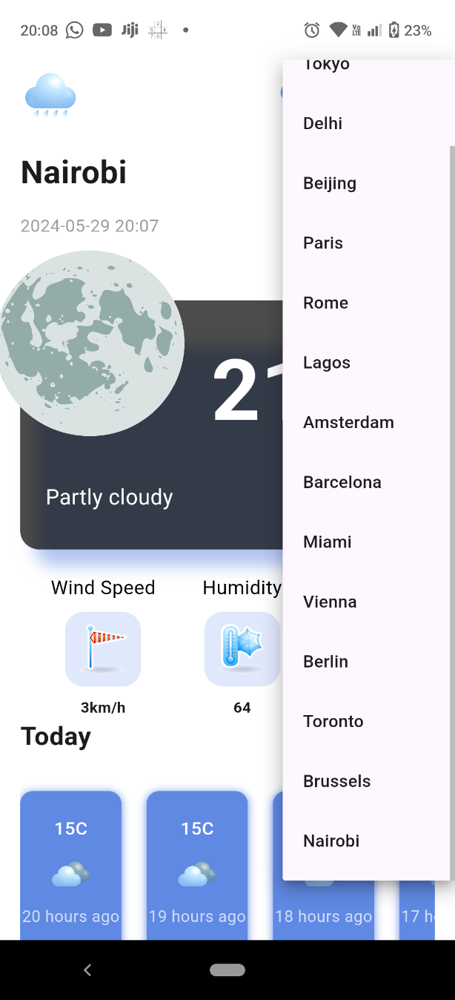 20:08 Jiji 23%
Tokyo
Delhi
Nairobi
Beijing
2024-05-29 20:07
Paris
Rome
Lagos
21
Amsterdam
Barcelona
Partly cloudy
Miami
Wind Speed
Humidity
Vienna
Berlin
3km/h
64
Toronto
Today
Brussels
15C
15C
Nairobi
20 hours ago
19 hours ago
18 hours ago